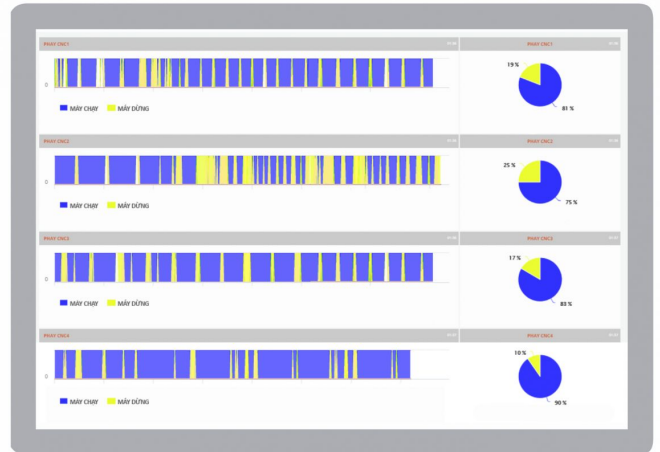 PHAY CNC1
PHAY CNC1
19 %
81 %
0
MÁY CHẠY MÁY DỪNG
PHAY CNC2
PHAY CNC2
25 %
75 %
0
MÁY CHẠY MÁY DỪNG
PHAY CNC3
PHAY CNC3
17 %
83 %
0
MÁY CHẠY MÁY DỪNG
PHAY CNC4
PHAY CNC4
10 %
90 %
0
MÁY CHẠY MÁY DỪNG